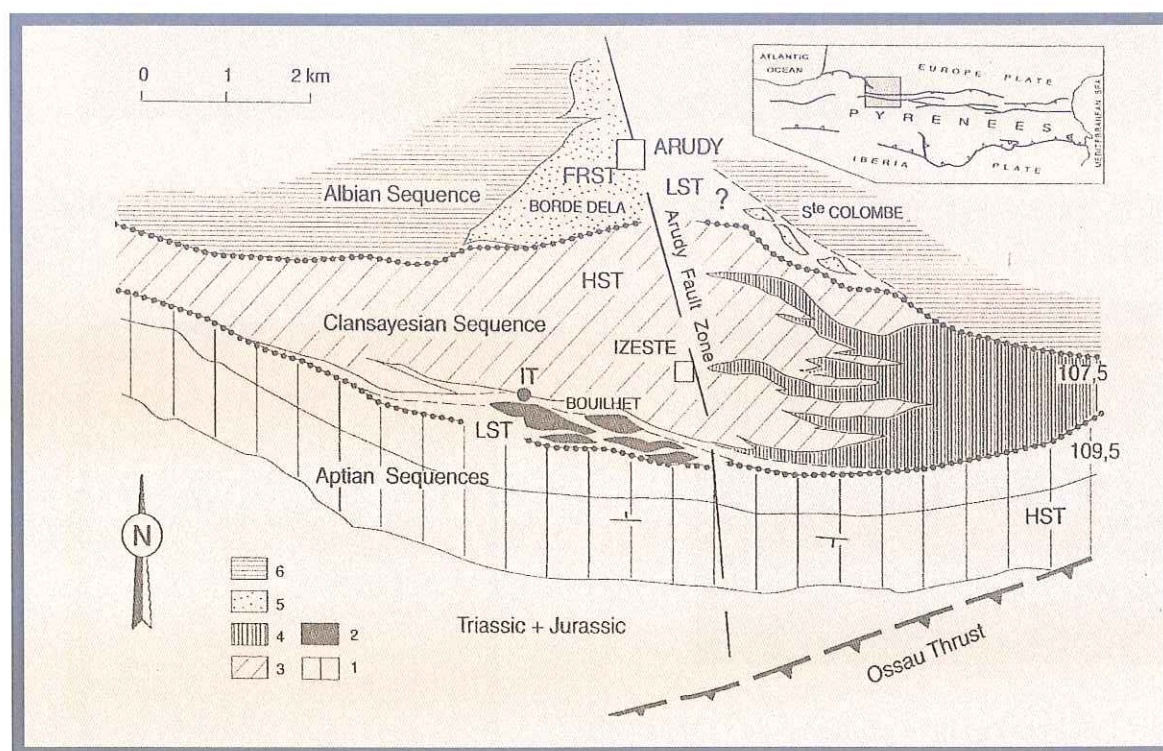 0 1 2 km
ATLANTIC
OCEAN
EUROPE PLATE
PYRENEES
IBERIA PLATE
MEDITERRANEAN SEA
ARUDY
FRST
LST
?
Albian Sequence
BORDE DELA
Ste COLOMBE
Arudy Fault Zone
HST
Clansayesian Sequence
IZESTE
107,5
IT
BOUILHET
LST
109,5
Aptian Sequences
HST
N
6
5
4 2
3 1
Triassic + Jurassic
Ossau Thrust